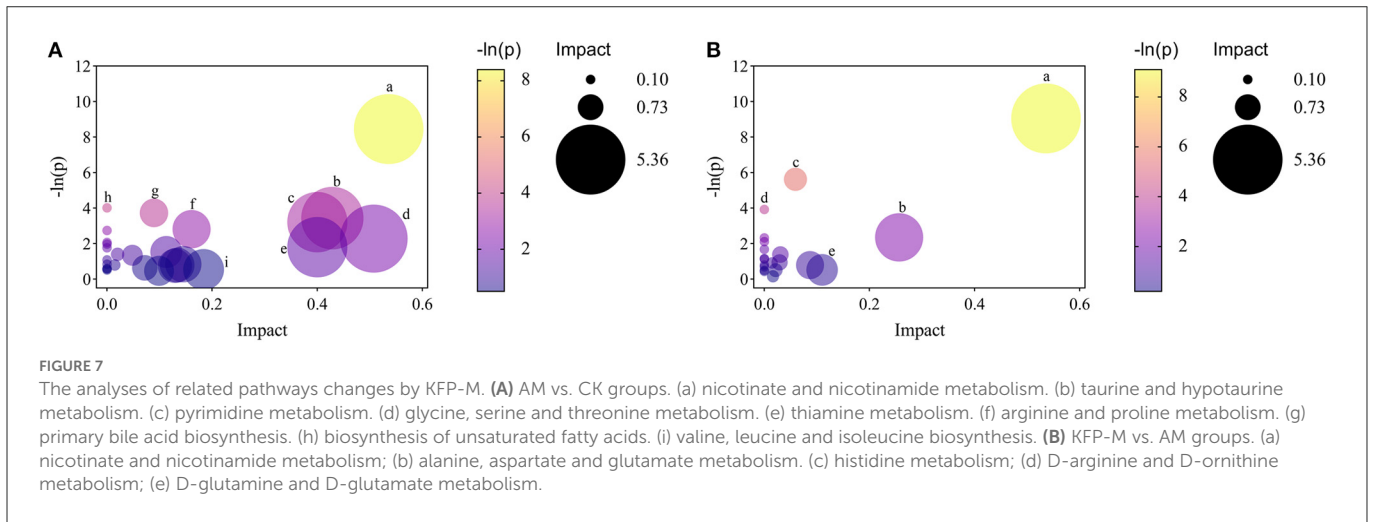 A
-ln(p)
Impact
12
10
8
6
4
2
0
-ln(p)
0.0
0.2
0.4
0.6
Impact
a
b
c
d
e
f
g
h
i
8
6
4
2
0.10
0.73
5.36
B
-ln(p)
Impact
12
10
8
6
4
2
0
-ln(p)
0.0
0.2
0.4
0.6
Impact
a
c
d
b
e
8
6
4
2
0.10
0.73
5.36
FIGURE 7
The analyses of related pathways changes by KFP-M. (A) AM vs. CK groups. (a) nicotinate and nicotinamide metabolism. (b) taurine and hypotaurine
metabolism. (c) pyrimidine metabolism. (d) glycine, serine and threonine metabolism. (e) thiamine metabolism. (f) arginine and proline metabolism. (g)
primary bile acid biosynthesis. (h) biosynthesis of unsaturated fatty acids. (i) valine, leucine and isoleucine biosynthesis. (B) KFP-M vs. AM groups. (a)
nicotinate and nicotinamide metabolism; (b) alanine, aspartate and glutamate metabolism. (c) histidine metabolism; (d) D-arginine and D-ornithine
metabolism; (e) D-glutamine and D-glutamate metabolism.